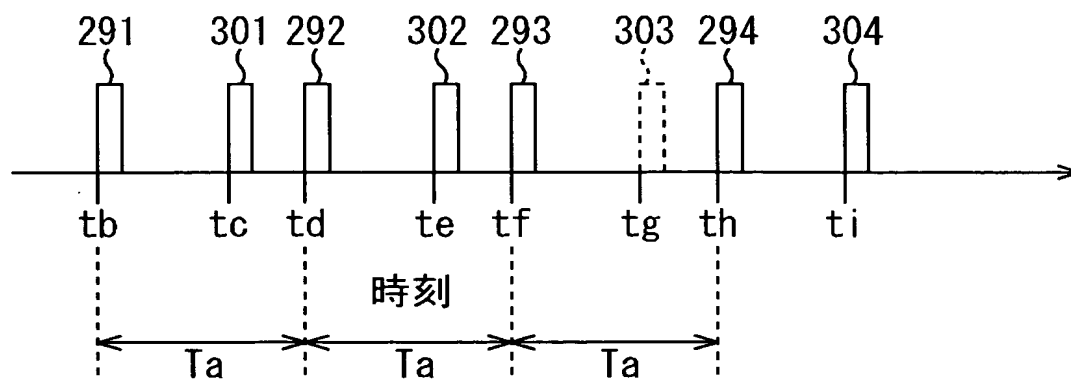 291 301 292 302 293 303 294 304
tb tc td te tf tg th ti
時刻
Ta Ta Ta